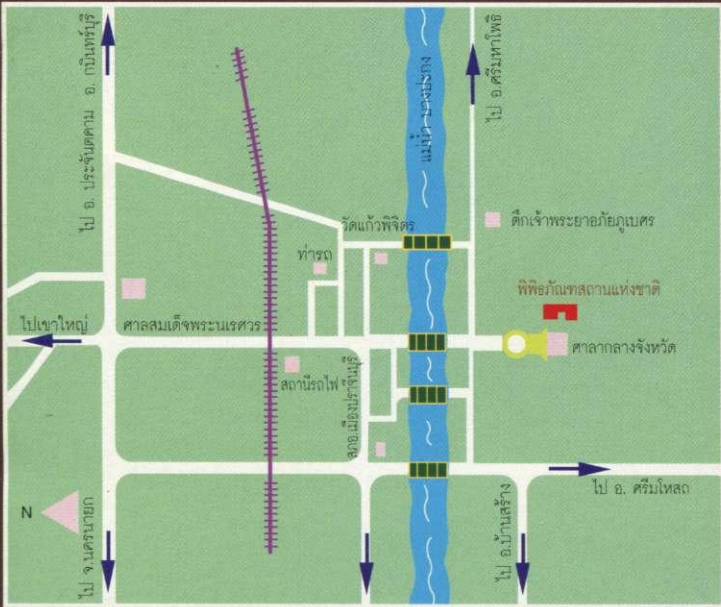 ไป อ. ประจันตคาม อ. กบินทร์บุรี
แม่น้ำ บางปะกง
ไป อ.ศรีมหาโพธิ
วัดแก้วพิจิตร
ตึกเจ้าพระยาอภัยภูเบศร
ท่ารถ
พิพิธภัณฑสถานแห่งชาติ
ไปเขาใหญ่
ศาลสมเด็จพระนเรศวร
ศาลากลางจังหวัด
สถานีรถไฟ
สภอ.เมืองปราจีนบุรี
N
ไป จ.นครนายก
ไป อ.บ้านสร้าง
ไป อ. ศรีมโหสถ